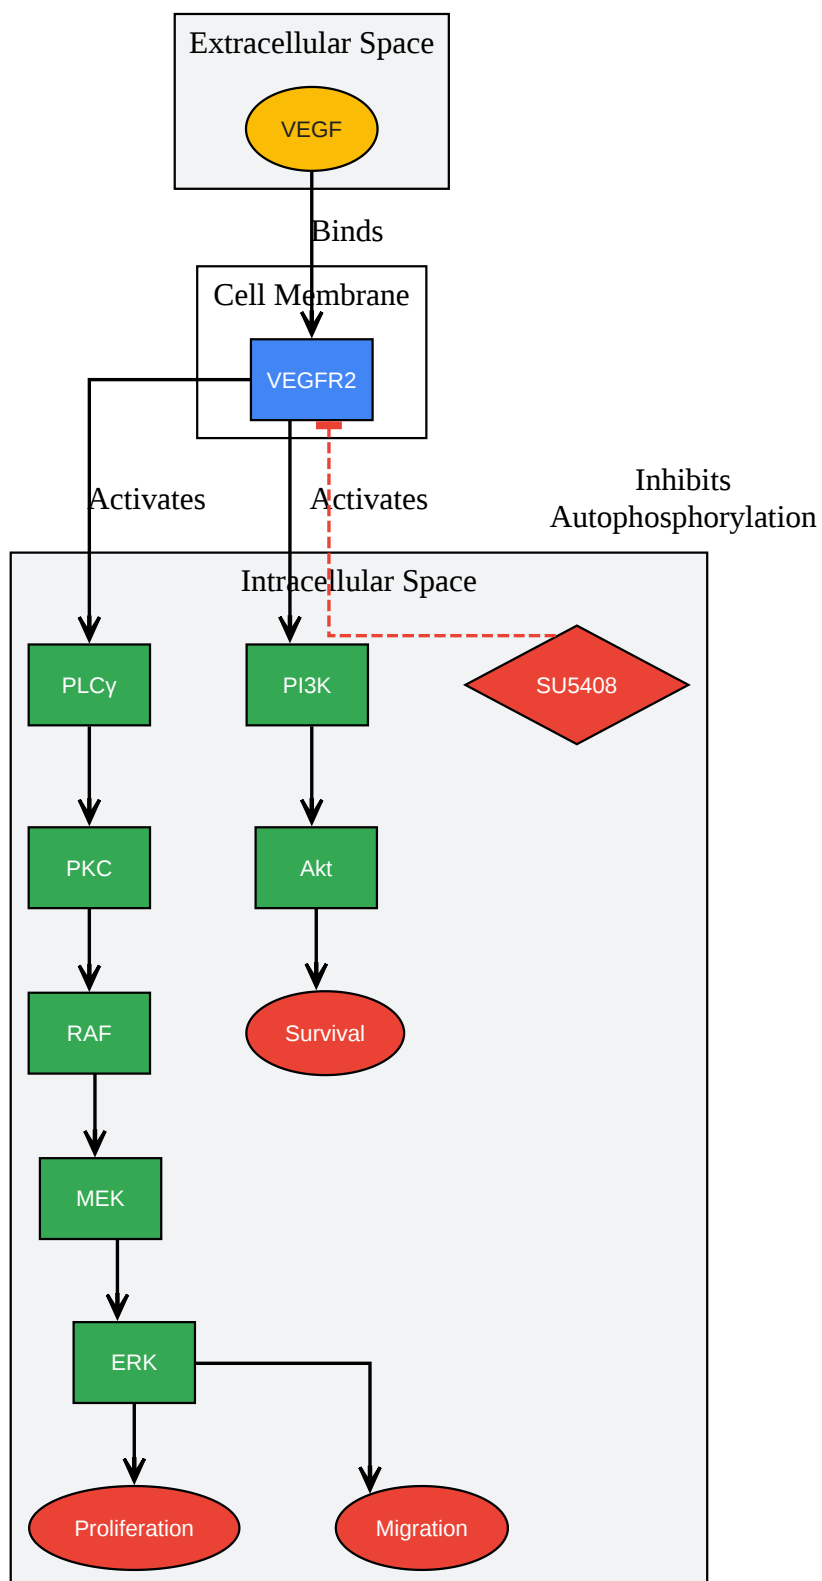 Extracellular Space
VEGF
Binds
Cell Membrane
VEGFR2
Activates
Activates
Inhibits
Autophosphorylation
Intracellular Space
PLCγ
PI3K
SU5408
PKC
Akt
RAF
Survival
MEK
ERK
Proliferation
Migration